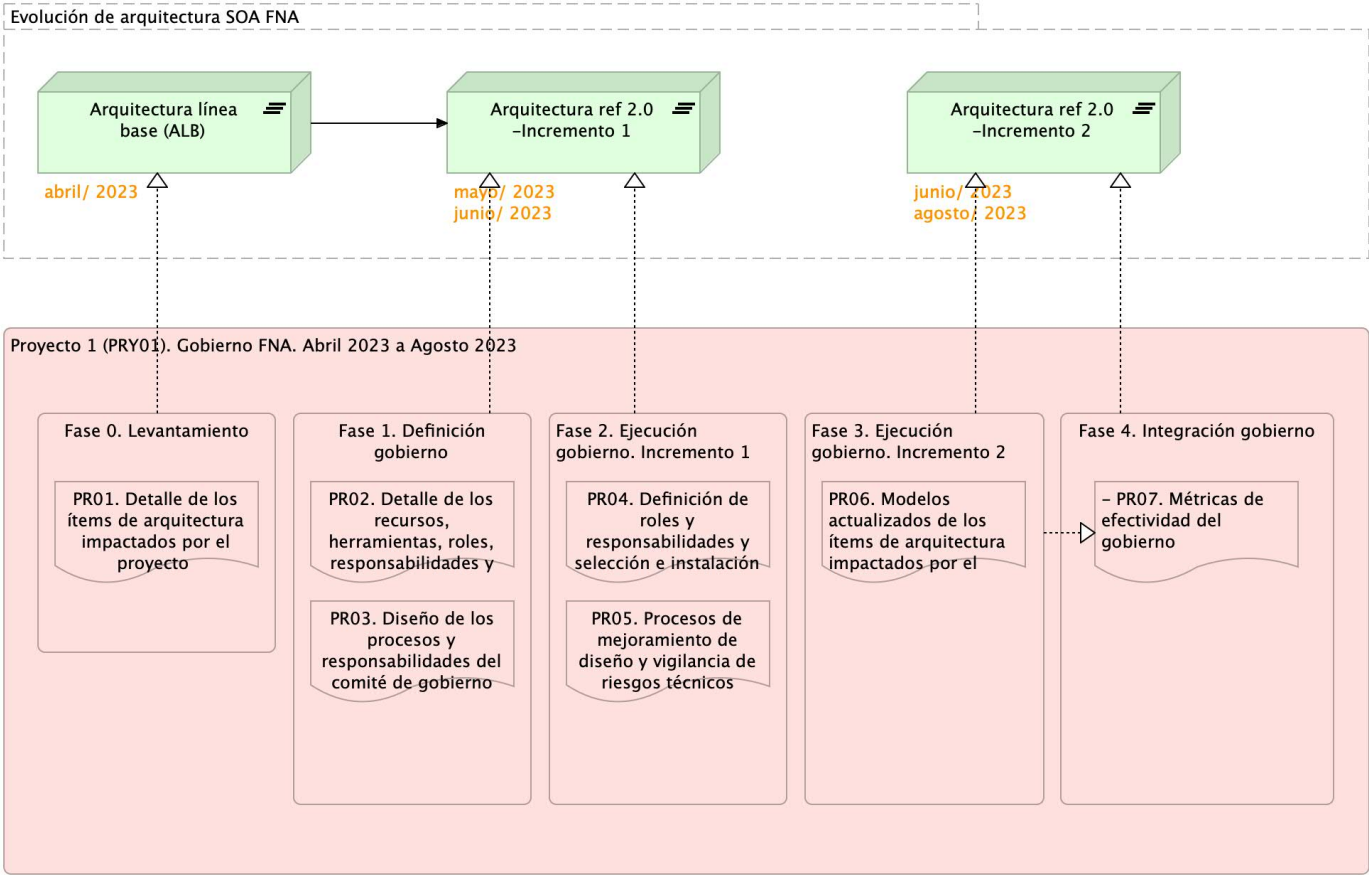 Evolución de arquitectura SOA FNA
Arquitectura línea
base (ALB)
Arquitectura ref 2.0
-Incremento 1
Arquitectura ref 2.0
-Incremento 2
abril/ 2023
mayo/ 2023
junio/ 2023
junio/ 2023
agosto/ 2023
Proyecto 1 (PRY01). Gobierno FNA. Abril 2023 a Agosto 2023
Fase 0. Levantamiento
PR01. Detalle de los
ítems de arquitectura
impactados por el
proyecto
Fase 1. Definición
gobierno
PR02. Detalle de los
recursos,
herramientas, roles,
responsabilidades y
PR03. Diseño de los
procesos y
responsabilidades del
comité de gobierno
Fase 2. Ejecución
gobierno. Incremento 1
PR04. Definición de
roles y
responsabilidades y
selección e instalación
PR05. Procesos de
mejoramiento de
diseño y vigilancia de
riesgos técnicos
Fase 3. Ejecución
gobierno. Incremento 2
PR06. Modelos
actualizados de los
ítems de arquitectura
impactados por el
Fase 4. Integración gobierno
- PR07. Métricas de
efectividad del
gobierno